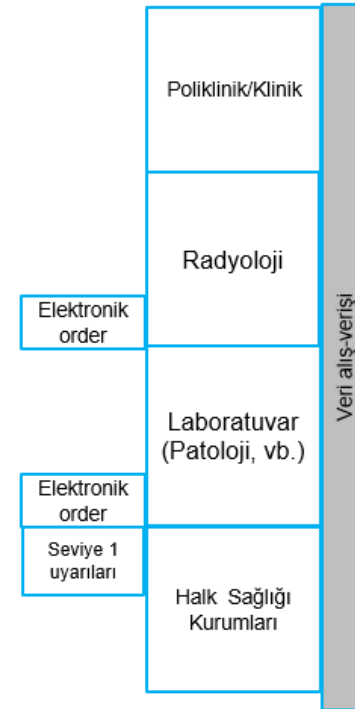 Poliklinik/Klinik
Radyoloji
Elektronik
order
Laboratuvar
(Patoloji, vb.)
Elektronik
order
Seviye 1
uyarıları
Halk Sağlığı
Kurumları
Veri alış-verişi